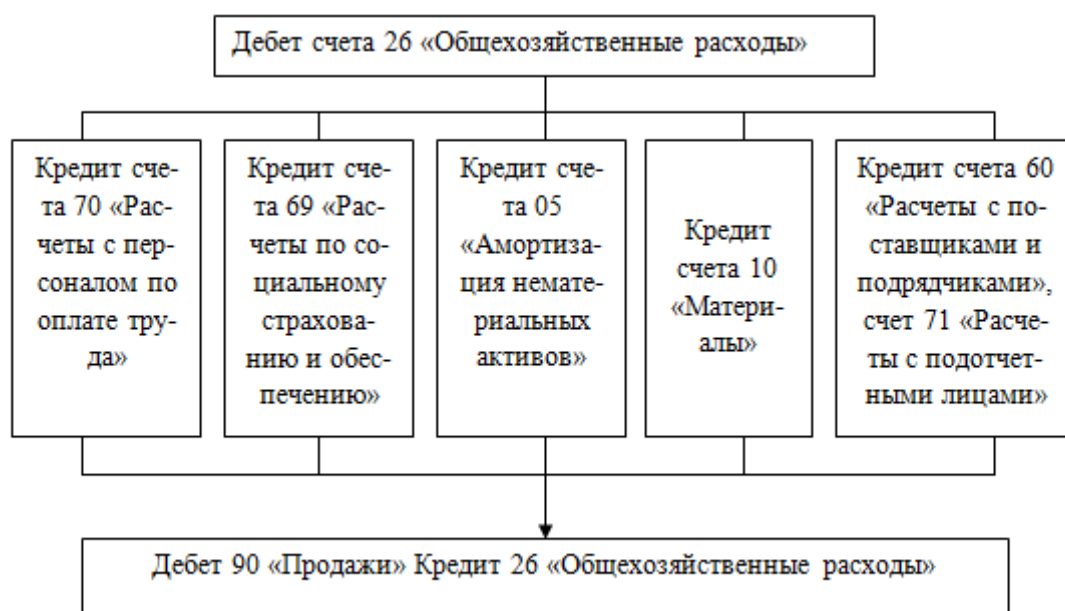 Дебет счета 26 «Общехозяйственные расходы»
Кредит сче-
та 70 «Рас-
четы с пер-
соналом по
оплате тру-
да»
Кредит сче-
та 69 «Рас-
четы по со-
циальному
страхова-
нию и обес-
печению»
Кредит сче-
та 05
«Амортиза-
ция немате-
риальных
активов»
Кредит
счета 10
«Матери-
алы»
Кредит счета 60
«Расчеты с по-
ставщиками и
подрядчиками»,
счет 71 «Расче-
ты с подотчет-
ными лицами»
Дебет 90 «Продажи» Кредит 26 «Общехозяйственные расходы»